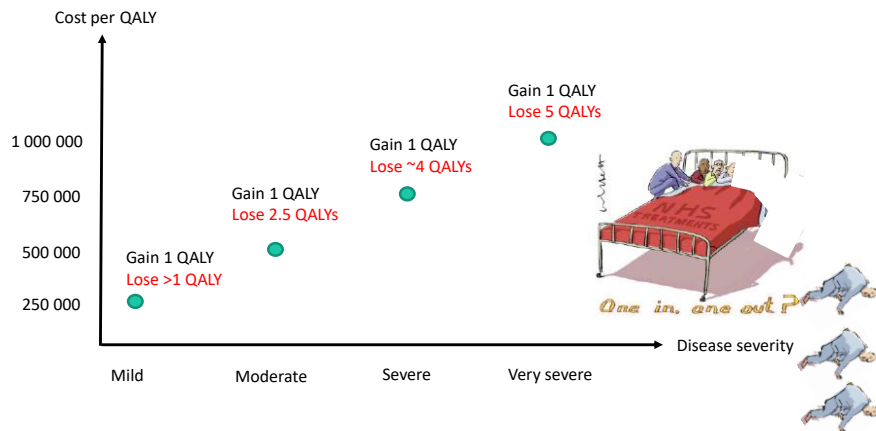 Cost per QALY
Gain 1 QALY
Lose 5 QALYs
1 000 000
Gain 1 QALY
Lose ~4 QALYs
750 000
Gain 1 QALY
Lose 2.5 QALYs
NHS
TREATMENTS
500 000
Gain 1 QALY
Lose >1 QALY
250 000
One in, one out?
Disease severity
Mild
Moderate
Severe
Very severe